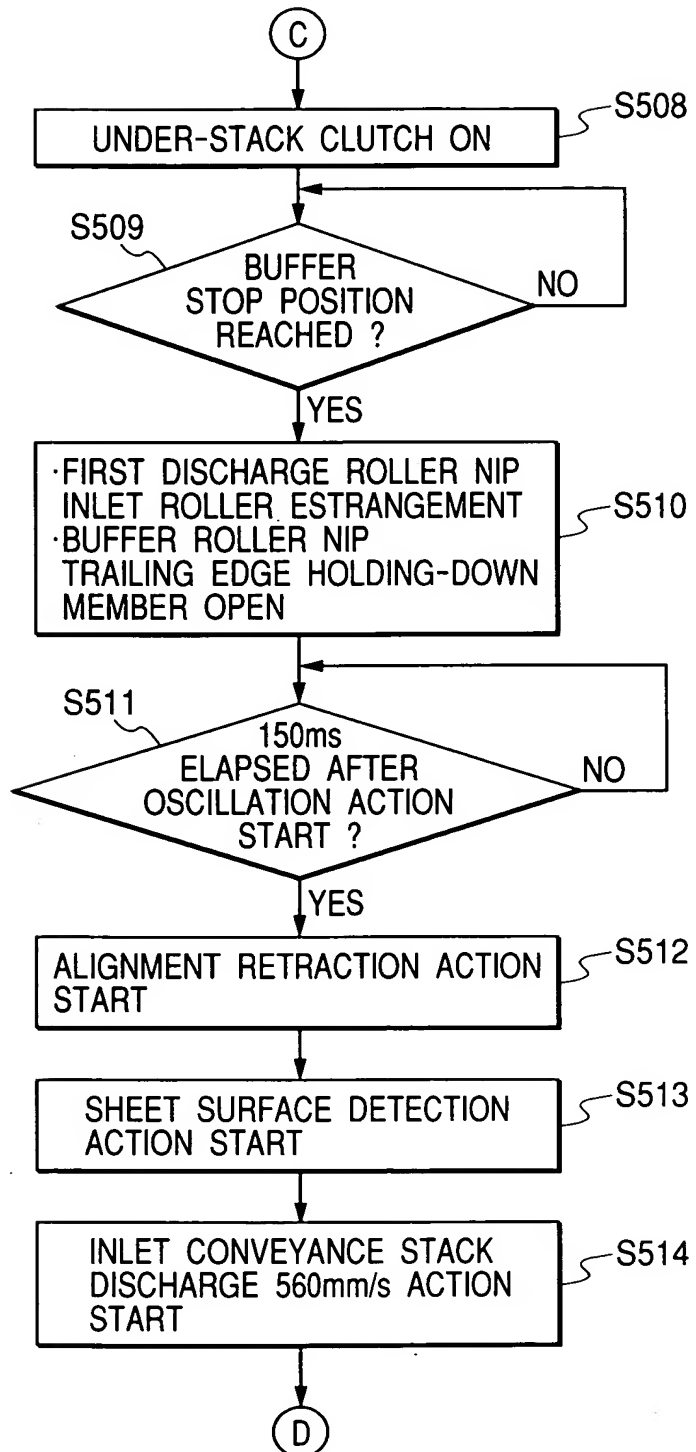 C
UNDER-STACK CLUTCH ON
S508
S509
BUFFER
STOP POSITION
REACHED ?
NO
YES
·FIRST DISCHARGE ROLLER NIP
INLET ROLLER ESTRANGEMENT
·BUFFER ROLLER NIP
TRAILING EDGE HOLDING-DOWN
MEMBER OPEN
S510
S511
150ms
ELAPSED AFTER
OSCILLATION ACTION
START ?
NO
YES
ALIGNMENT RETRACTION ACTION
START
S512
SHEET SURFACE DETECTION
ACTION START
S513
INLET CONVEYANCE STACK
DISCHARGE 560mm/s ACTION
START
S514
D